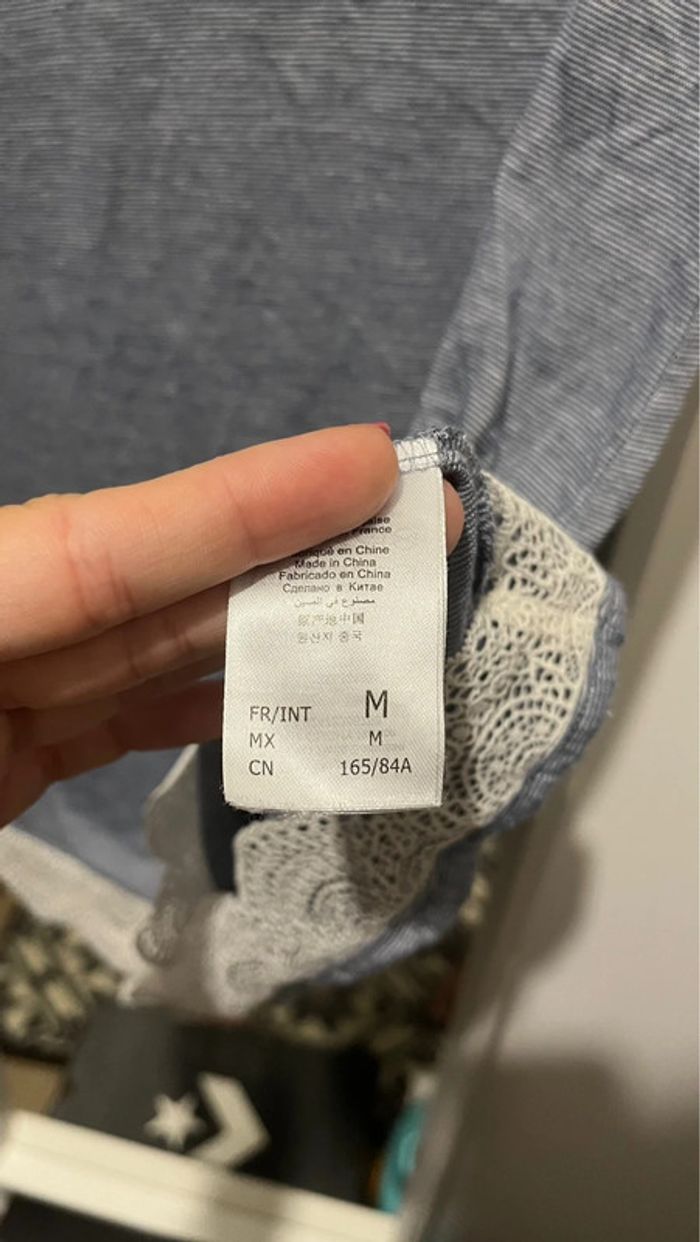 France
en Chine
Made in China
Fabricado en China
Сделано в Китае
مصنوع في الصين
原产地中国
원산지 중국
FR/INT M
MX M
CN 165/84A